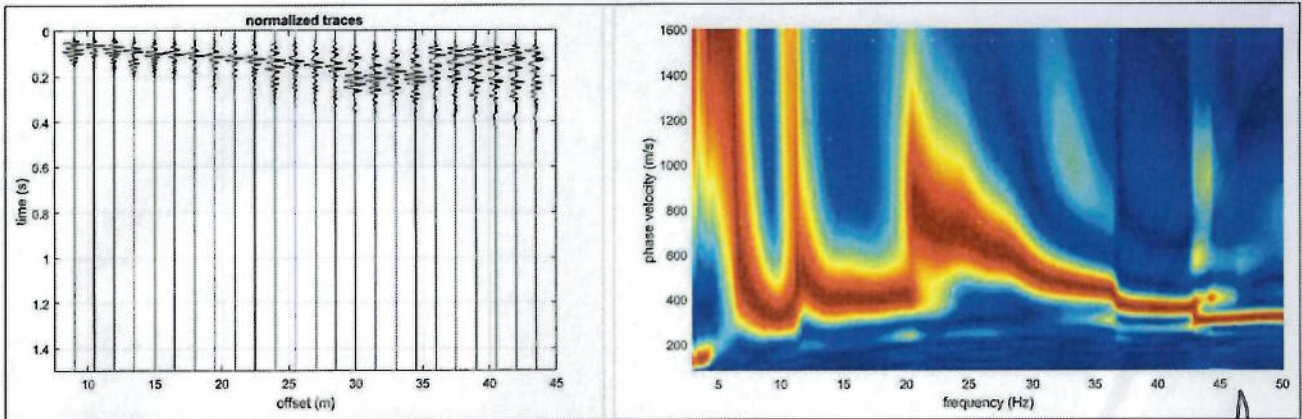 normalized traces
0
0.2
0.4
0.6
0.8
1
1.2
1.4
time (s)
10 15 20 25 30 35 40 45
offset (m)
1600
1400
1200
1000
800
600
400
200
phase velocity (m/s)
5 10 15 20 25 30 35 40 45 50
frequency (Hz)